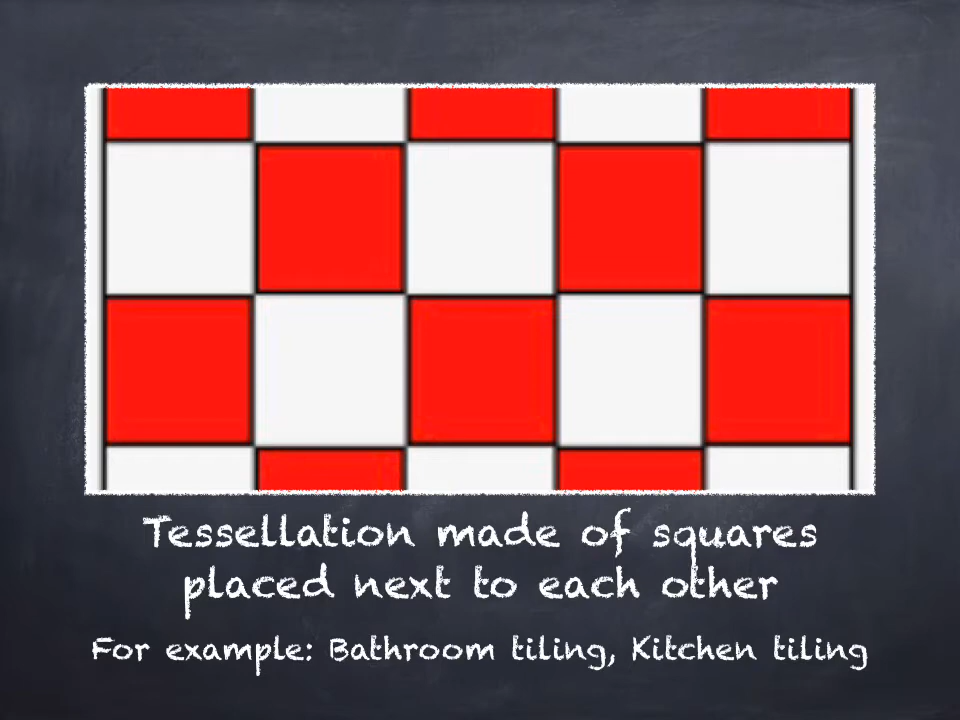 Tessellation made of squares
placed next to each other
For example: Bathroom tiling, Kitchen tiling